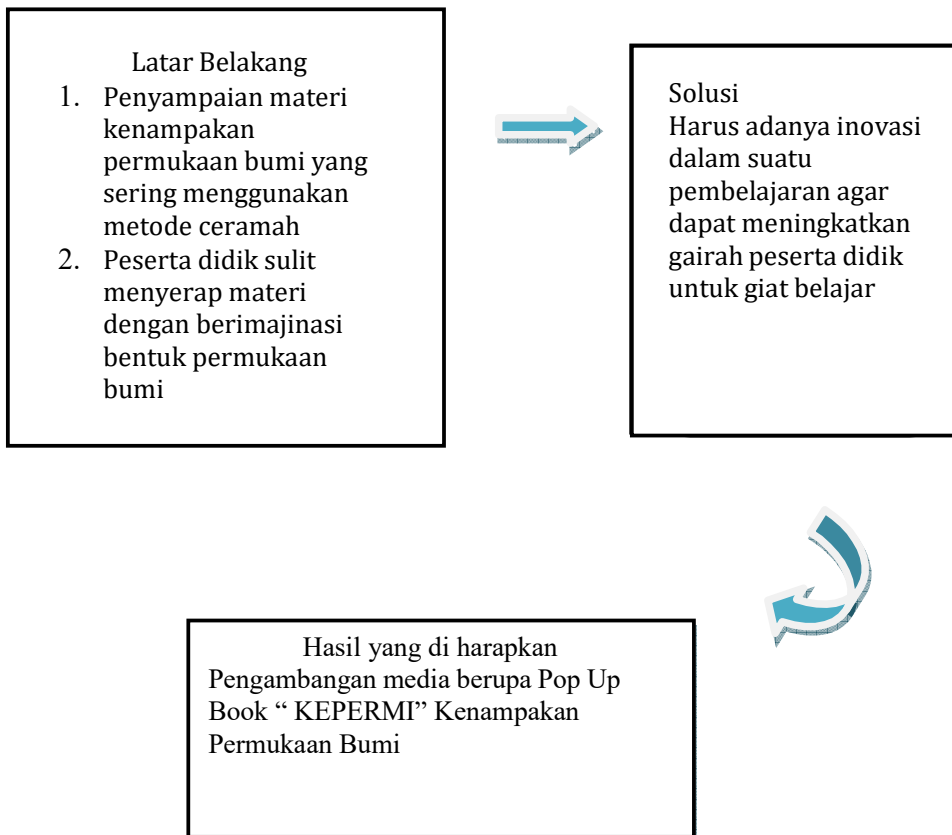 Latar Belakang
1. Penyampaian materi
kenampakan
permukaan bumi yang
sering menggunakan
metode ceramah
2. Peserta didik sulit
menyerap materi
dengan berimajinasi
bentuk permukaan
bumi
Solusi
Harus adanya inovasi
dalam suatu
pembelajaran agar
dapat meningkatkan
gairah peserta didik
untuk giat belajar
Hasil yang di harapkan
Pengambangan media berupa Pop Up
Book “ KEPERMI” Kenampakan
Permukaan Bumi